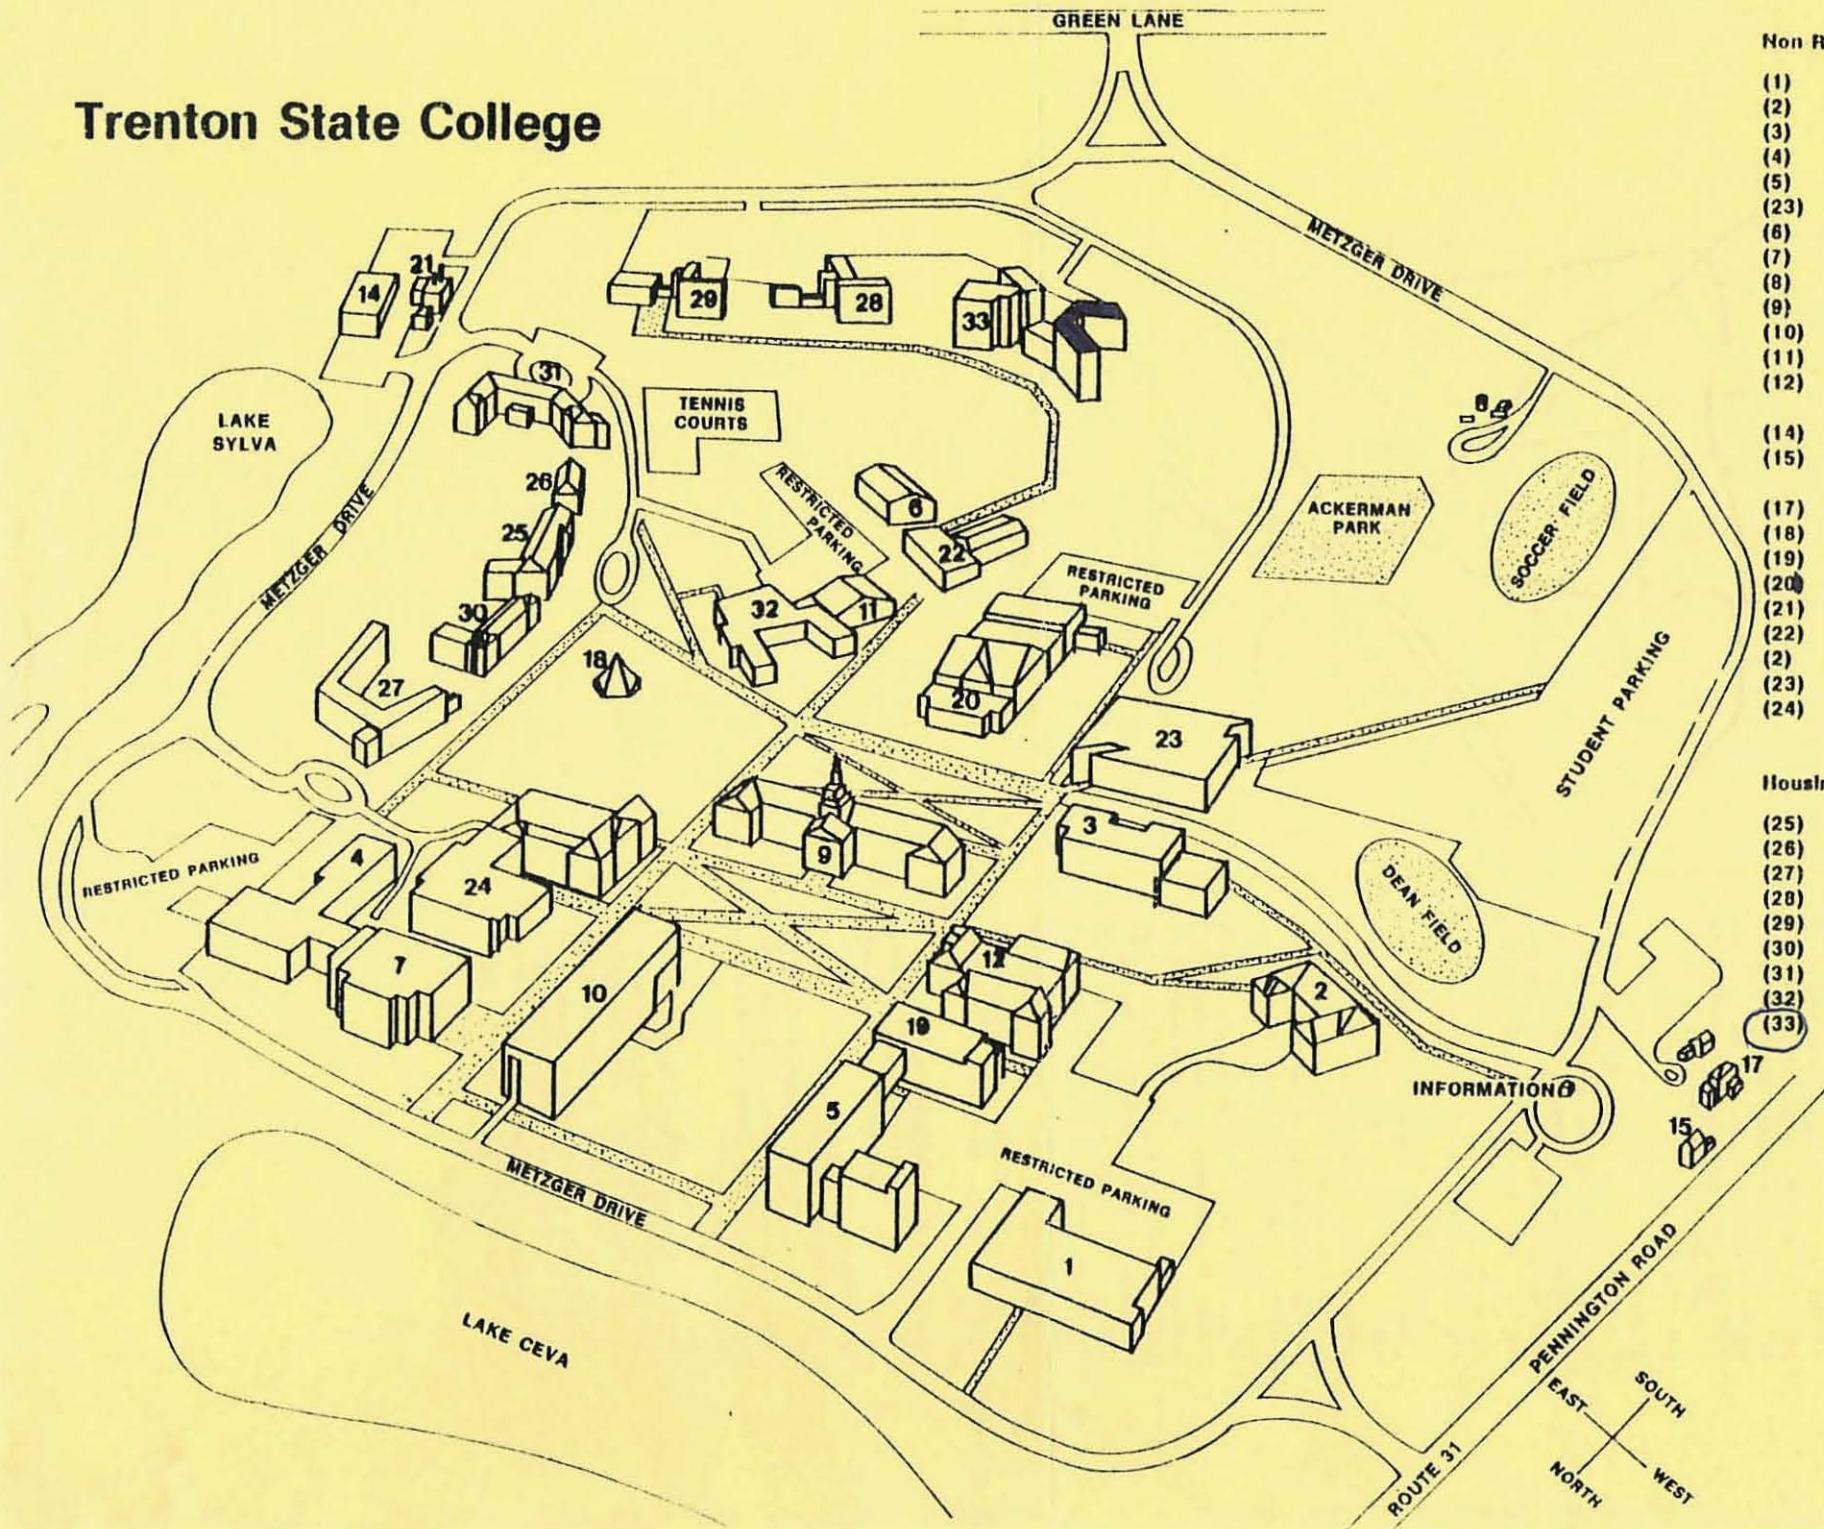 GREEN LANE
Trenton State College
METZGER DRIVE
21
14
29
28
33
31
LAKE
SYLVA
TENNIS
COURTS
26
25
RESTRICTED
PARKING
6
22
8
ACKERMAN
PARK
SOCCER FIELD
METZGER DRIVE
30
32
11
RESTRICTED
PARKING
18
27
20
23
STUDENT PARKING
3
9
4
RESTRICTED PARKING
24
DEAN FIELD
7
10
12
19
2
INFORMATION
17
15
5
METZGER DRIVE
RESTRICTED PARKING
1
LAKE CEVA
PENNINGTON ROAD
ROUTE 31
EAST
SOUTH
NORTH
WEST
Non R
(1)
(2)
(3)
(4)
(5)
(23)
(6)
(7)
(8)
(9)
(10)
(11)
(12)
(14)
(15)
(17)
(18)
(19)
(20)
(21)
(22)
(2)
(23)
(24)
Housin
(25)
(26)
(27)
(28)
(29)
(30)
(31)
(32)
(33)